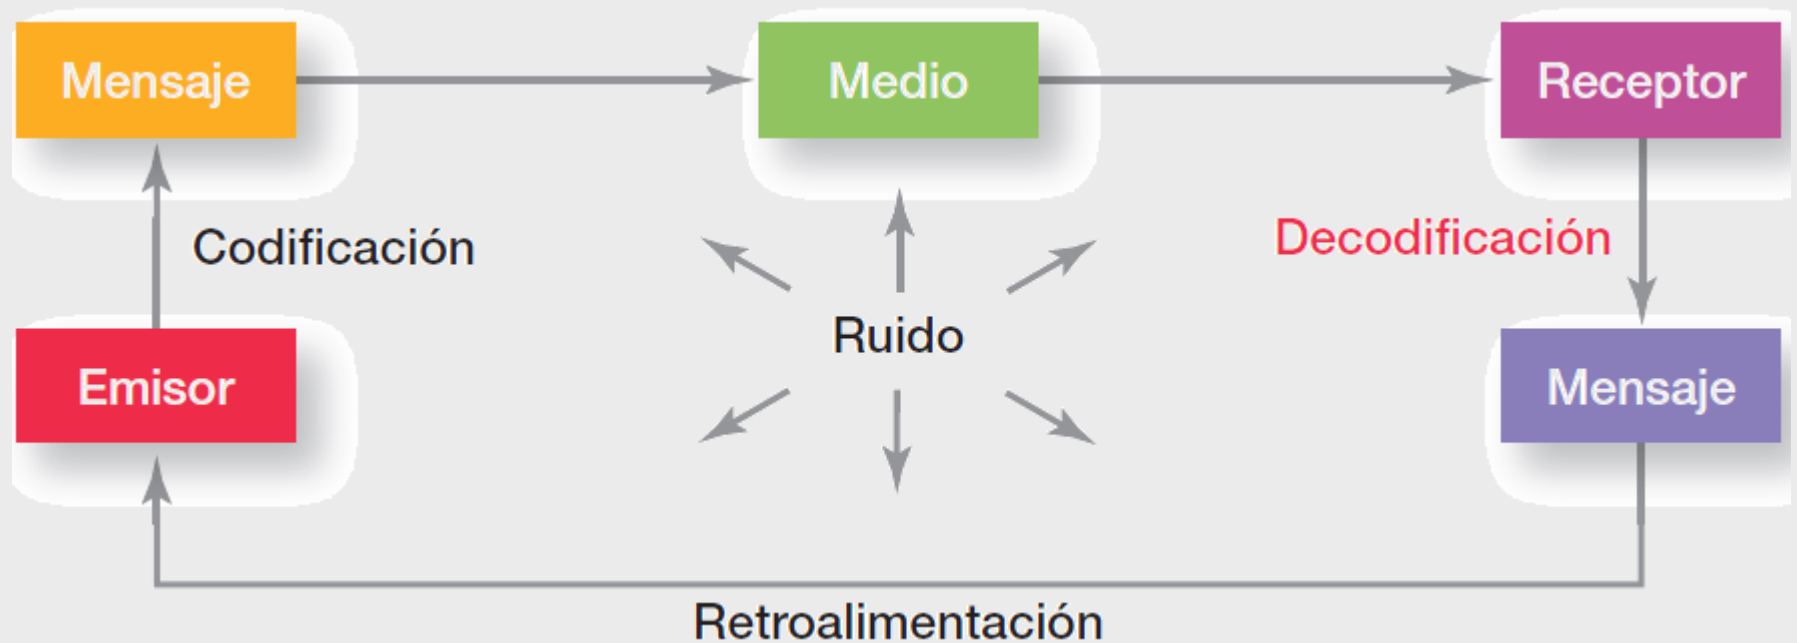 Mensaje
Medio
Receptor
Codificación
Decodificación
Ruido
Emisor
Mensaje
Retroalimentación